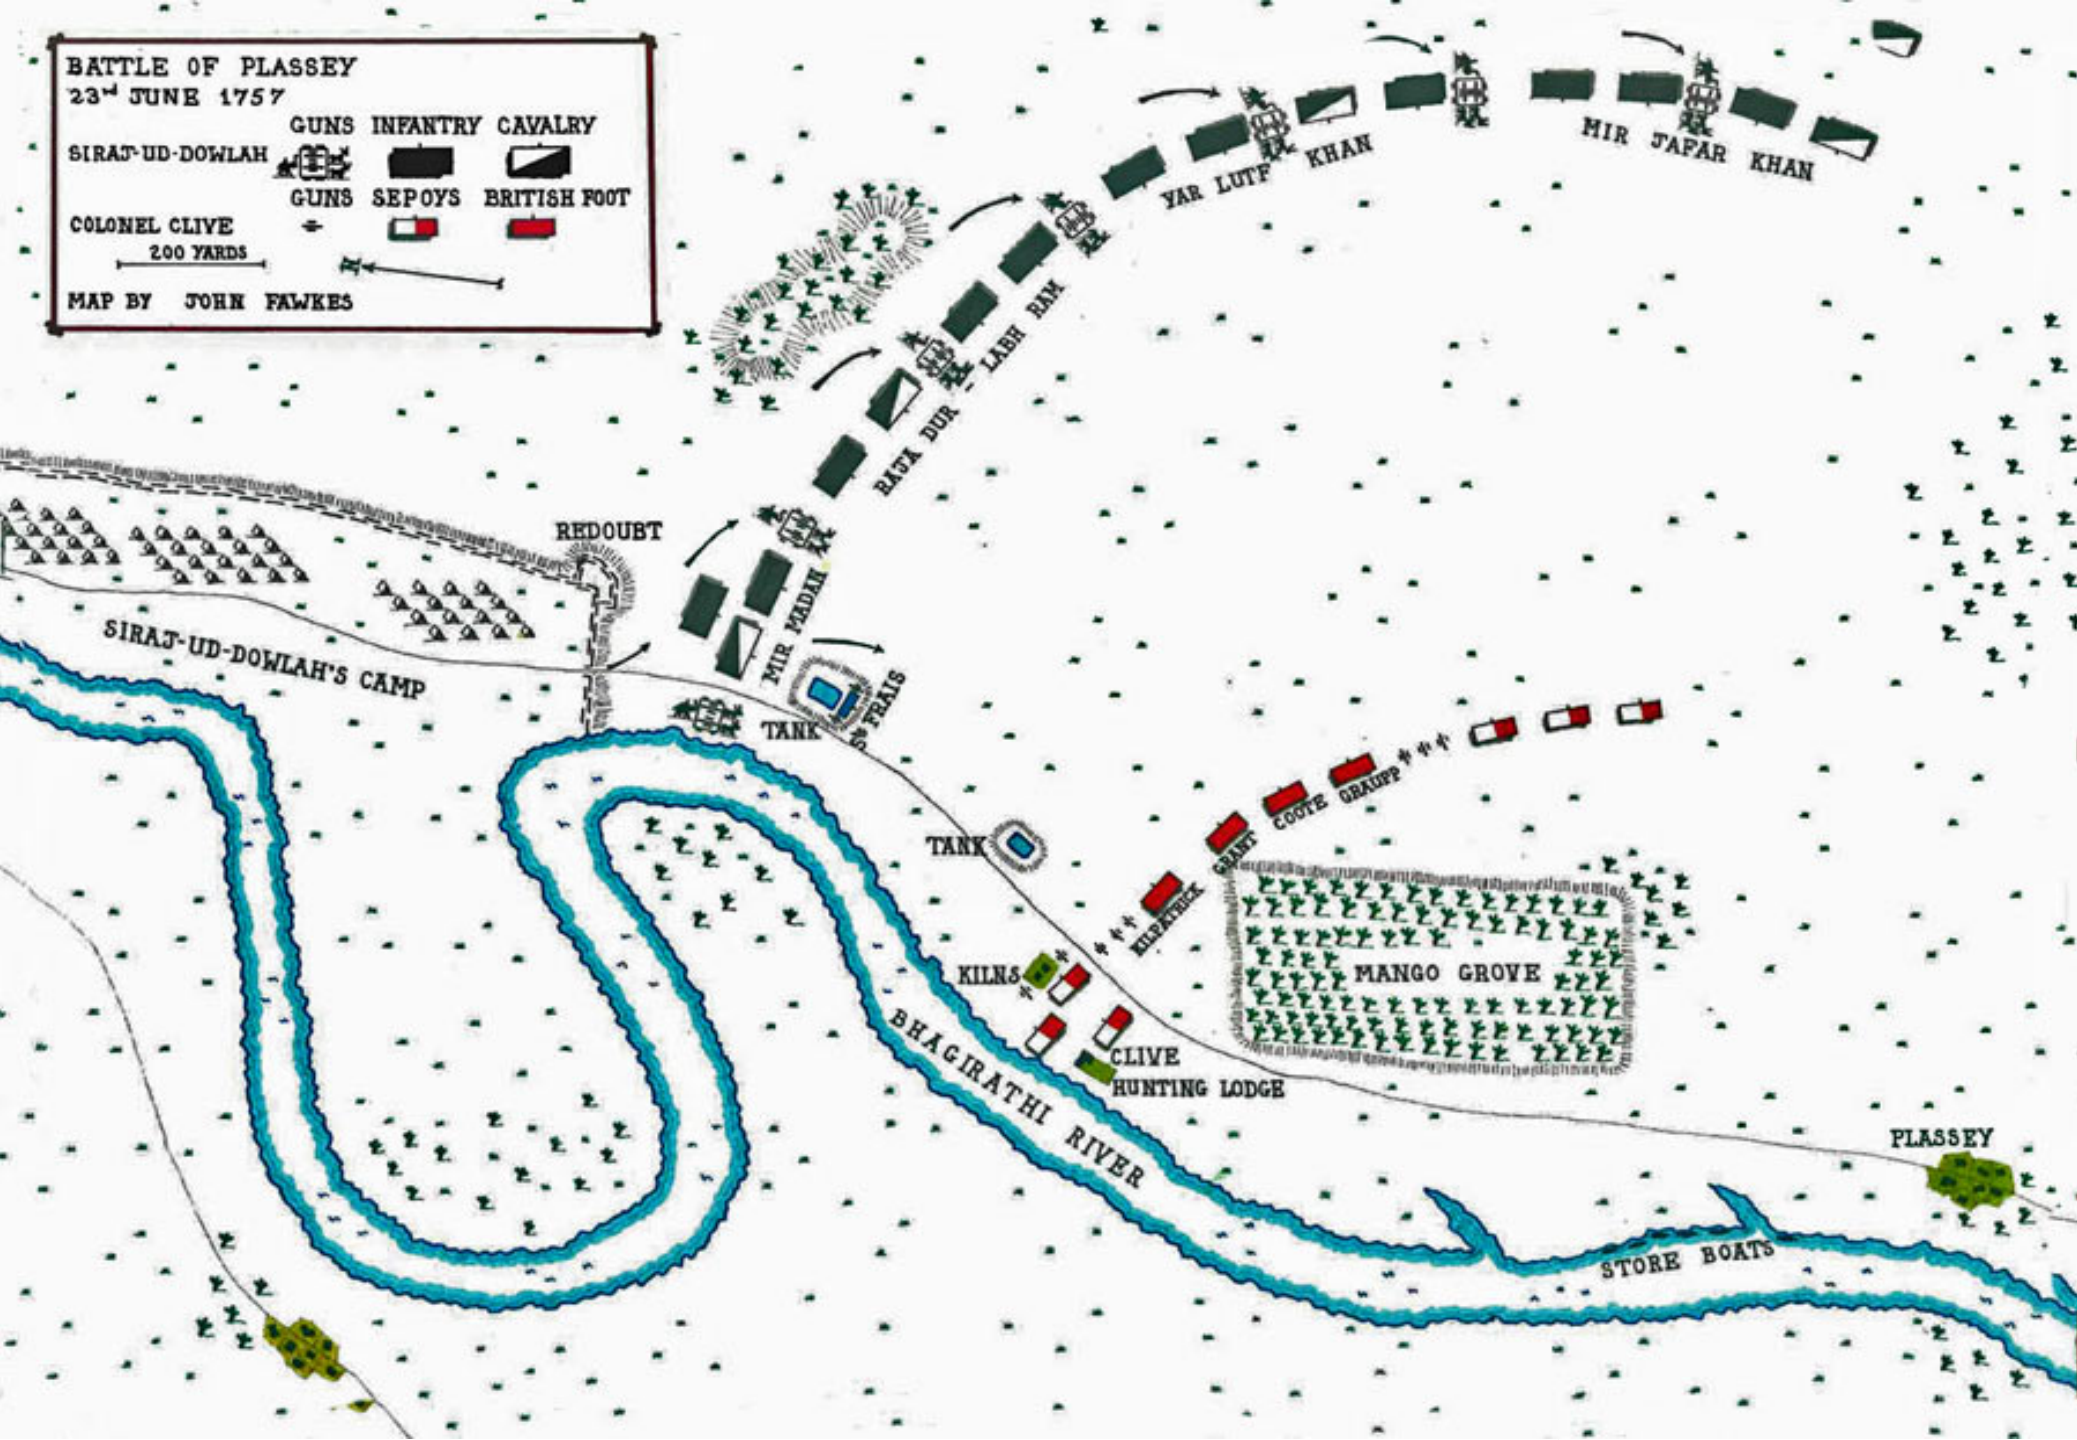 BATTLE OF PLASSEY
23rd JUNE 1757
GUNS INFANTRY CAVALRY
SIRAJ-UD-DOWLAH
GUNS SEPOYS BRITISH FOOT
COLONEL CLIVE
200 YARDS
N
MAP BY JOHN FAWKES
MIR JAFAR KHAN
YAR LUTF KHAN
RAJA DUR-LABH RAM
REDOUBT
MIR MADAN
SIRAJ-UD-DOWLAH'S CAMP
TANK
St FRAIS
TANK
COOTE GRAUPP
GRANT
KILPATRICK
KILNS
MANGO GROVE
CLIVE
HUNTING LODGE
BHAGIRATHI RIVER
PLASSEY
STORE BOATS